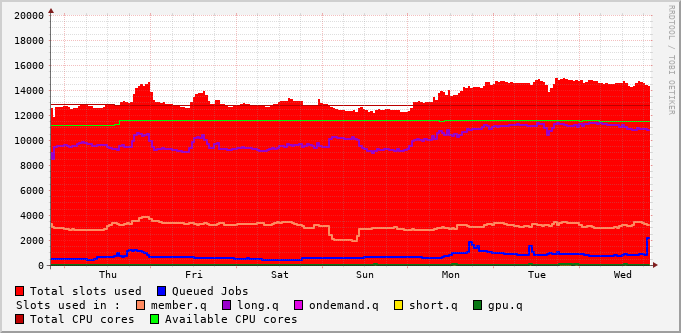 RRDTOOL / TOBI OETIKER
20000
18000
16000
14000
12000
10000
8000
6000
4000
2000
0
Thu Fri Sat Sun Mon Tue Wed
Total slots used Queued Jobs
Slots used in : member.q long.q ondemand.q short.q gpu.q
Total CPU cores Available CPU cores